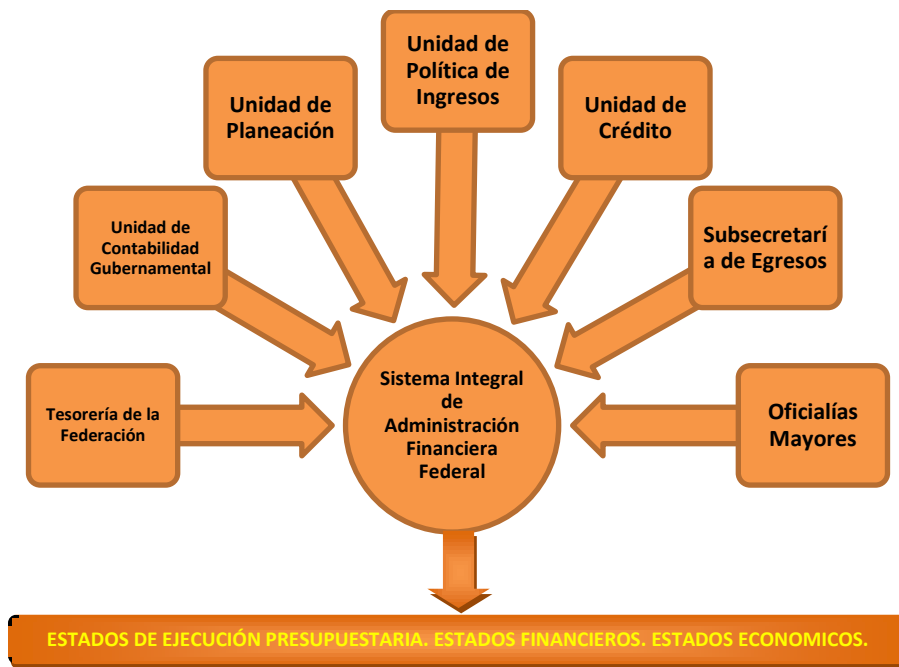 Unidad de
Política de
Ingresos
Unidad de
Planeación
Unidad de
Crédito
Unidad de
Contabilidad
Gubernamental
Subsecretarí
a de Egresos
Tesorería de la
Federación
Sistema Integral
de
Administración
Financiera
Federal
Oficialías
Mayores
ESTADOS DE EJECUCIÓN PRESUPUESTARIA. ESTADOS FINANCIEROS. ESTADOS ECONOMICOS.